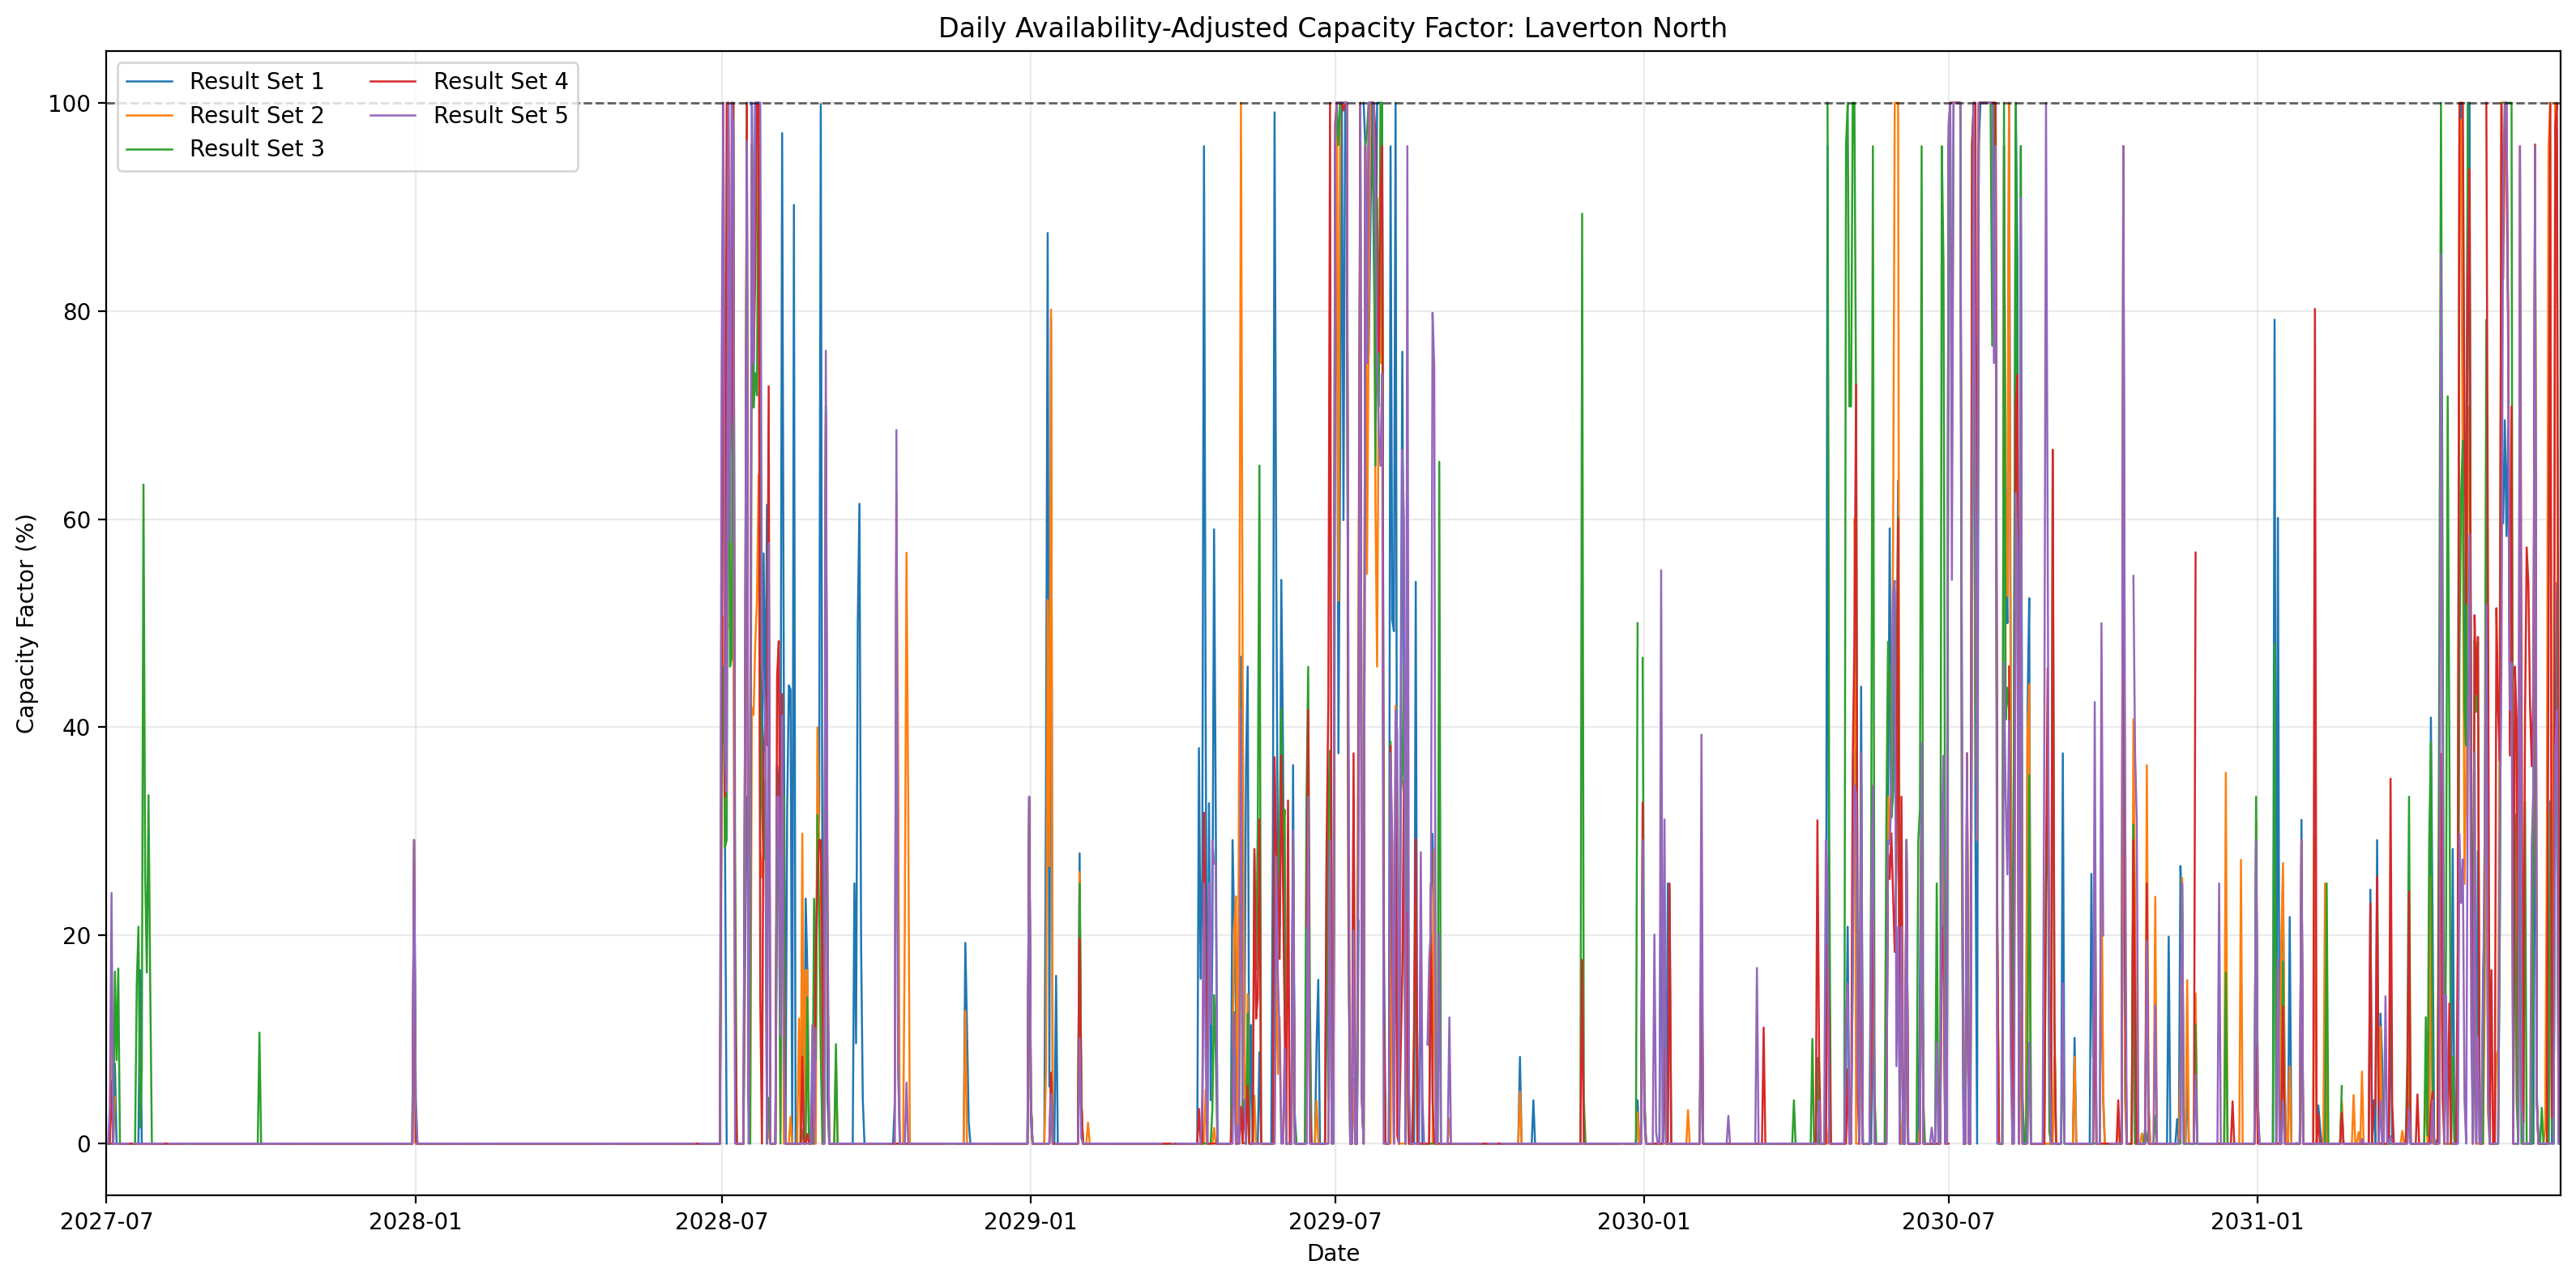 Daily Availability-Adjusted Capacity Factor: Laverton North
Result Set 1
Result Set 2
Result Set 3
Result Set 4
Result Set 5
100
80
60
40
20
0
Capacity Factor (%)
2027-07
2028-01
2028-07
2029-01
2029-07
2030-01
2030-07
2031-01
Date